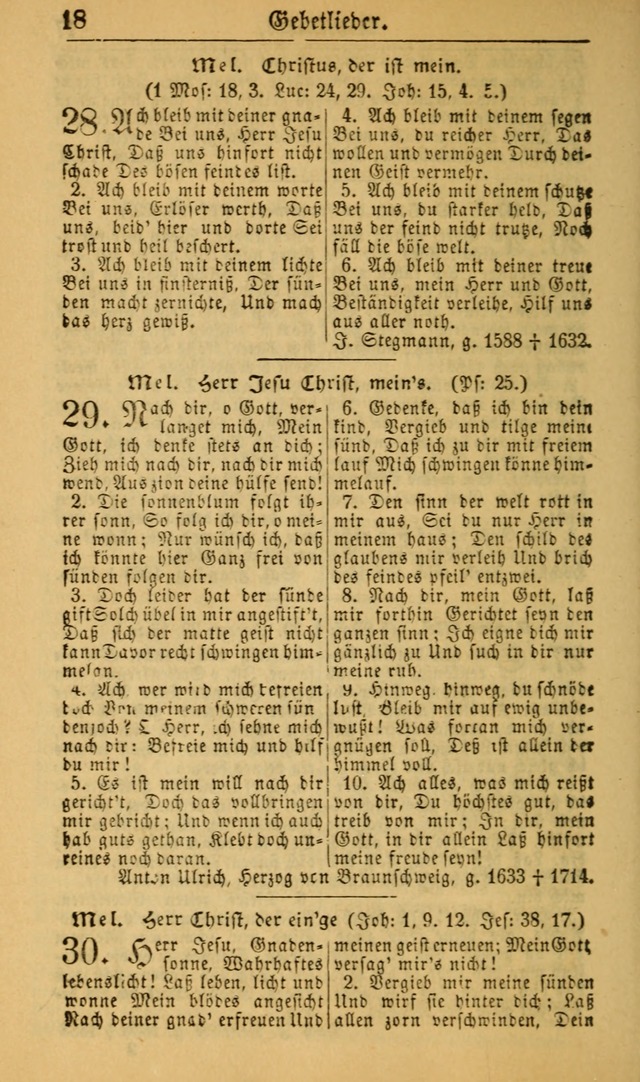 18 Gebetlieder.
Mel. Christus, der ist mein.
(1 Mos: 18, 3. Luc: 24, 29. Joh: 15, 4. 5.)
28. Ach bleib mit deiner gna-
de Bei uns, Herr Jesu
Christ, Daß uns hinfort nicht
schade Des bösen feindes list.
2. Ach bleib mit deinem worte
Bei uns, Erlöser werth, Daß
uns, beid' hier und dorte Sei
trost und heil beschert.
3. Ach bleib mit deinem lichte
Bei uns in finsterniß, Der sün-
den macht zernichte, Und mach
das herz gewiß.
4. Ach bleib mit deinem segen
Bei uns, du reicher Herr, Das
wollen und vermögen Durch dei-
nen Geist vermehr.
5. Ach bleib mit deinem schutze
Bei uns, du starker held, Daß
uns der feind nicht trutze, Noch
fäll die böse welt.
6. Ach bleib mit deiner treue
Bei uns, mein Herr und Gott,
Beständigkeit verleihe, Hilf uns
aus aller noth.
J. Stegmann, g. 1588 † 1632.
Mel. Herr Jesu Christ, mein's. (Ps: 25.)
29. Nach dir, o Gott, ver-
langet mich, Mein
Gott, ich denke stets an dich;
Zieh mich nach dir, nach dir mich
wend, Aus zion deine hülfe send!
2. Die sonnenblum folgt ih-
rer sonn, So folg ich dir, o mei-
ne wonn; Nur wünsch ich, daß
ich könnte hier Ganz frei von
sünden folgen dir.
3. Doch leider hat der sünde
gift Solch übel in mir angestift't,
Daß sich der matte geist nicht
kann Davor recht schwingen him-
melan.
4. Ach, wer wird mich befreien
doch Von meinem schweren sün
denjoch? O Herr, ich sehne mich
nach dir: Befreie mich und hilf
du mir!
5. Es ist mein will nach dir
gericht't, Doch das vollbringen
mir gebricht; Und wenn ich auch
hab guts gethan, Klebt doch un-
reines noch daran.
6. Gedenke, daß ich bin dein
kind, Vergieb und tilge meine
sünd, Daß ich zu dir mit freiem
lauf Mich schwingen könne him-
melauf.
7. Den sinn der welt rott in
mir aus, Sei du nur Herr in
meinem haus; Den schild des
glaubens mir verleih Und brich
des feindes pfeil' entzwei.
8. Nach dir, mein Gott, laß
mir forthin Gerichtet seyn den
ganzen sinn; Ich eigne dich mir
gänzlich zu Und such in dir nur
meine ruh.
9. Hinweg, hinweg, du schnöde
lust, Bleib mir auf ewig unbe-
wußt! Was fortan mich ver-
gnügen soll, Deß ist allein der
himmel voll.
10. Ach alles, was mich reißt
von dir, Du höchstes gut, das
treib von mir; In dir, mein
Gott, in dir allein Laß hinfort
meine freude seyn!
Anton Ulrich, Herzog von Braunschweig, g. 1633 † 1714.
Mel. Herr Christ, der ein'ge (Joh: 1, 9. 12. Jes: 38, 17.)
30. Herr Jesu, Gnaden-
sonne, Wahrhaftes
lebenslicht! Laß leben, licht und
wonne Mein blödes angesicht
Nach deiner gnad' erfreuen Und
meinen geist erneuen; Mein Gott,
versag' mir's nicht!
2. Vergieb mir meine sünden
Und wirf sie hinter dich; Laß
allen zorn verschwinden, Dein